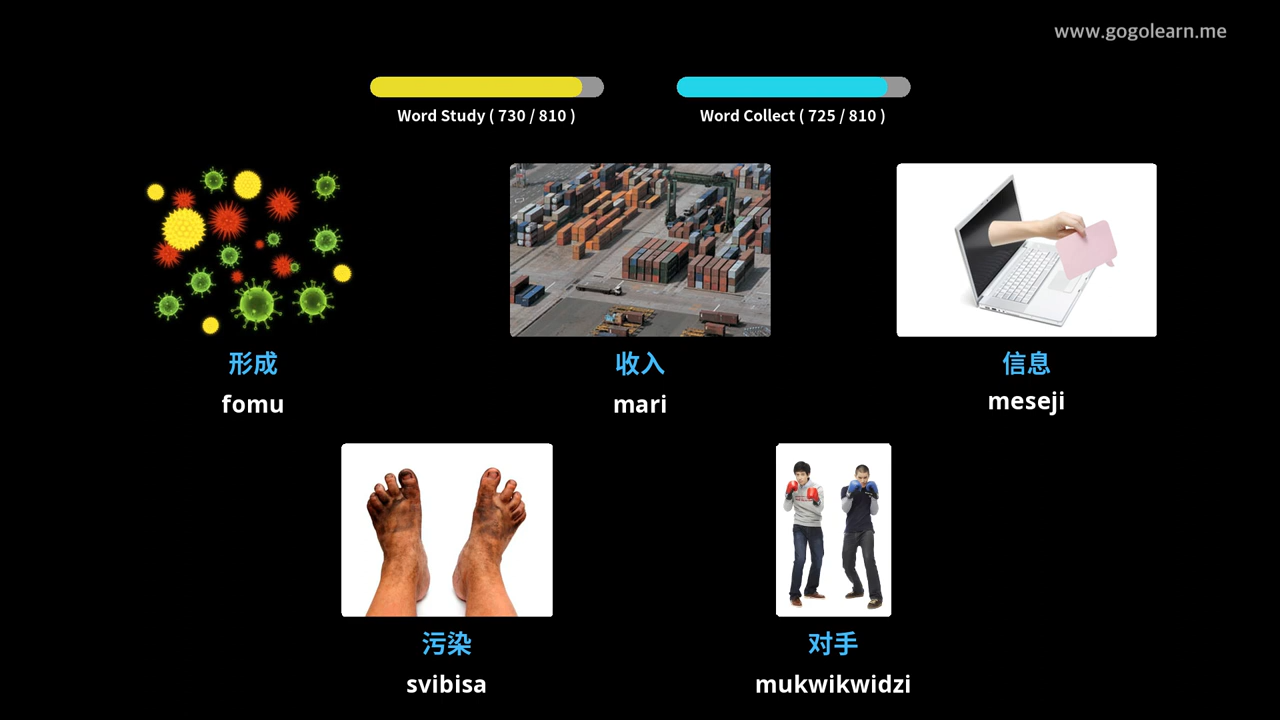 www.gogolearn.me
Word Study ( 730 / 810 )
Word Collect ( 725 / 810 )
形成
fomu
收入
mari
信息
meseji
污染
svibisa
对手
mukwikwidzi